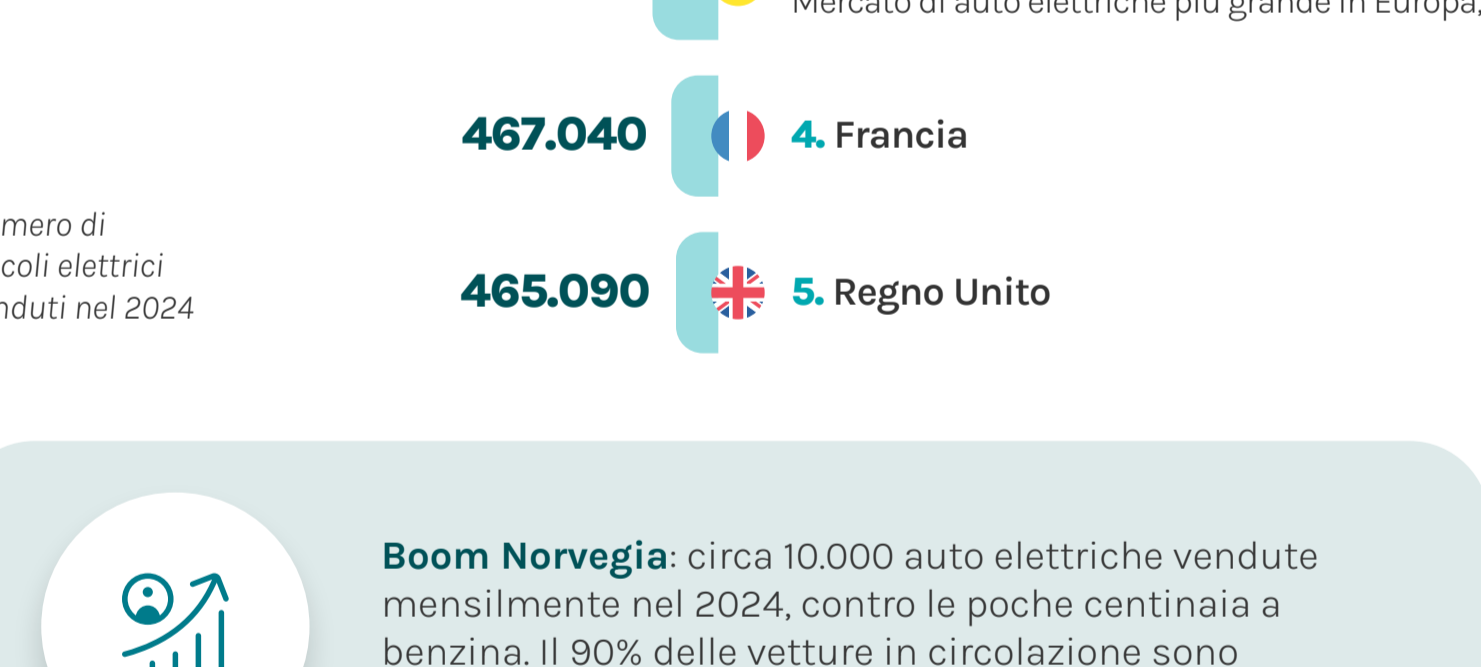 Mercato di auto elettriche più grande in Europa,
467.040 4. Francia
mero di
coli elettrici
nduti nel 2024
465.090 5. Regno Unito
Boom Norvegia: circa 10.000 auto elettriche vendute
mensilmente nel 2024, contro le poche centinaia a
benzina. Il 90% delle vetture in circolazione sono